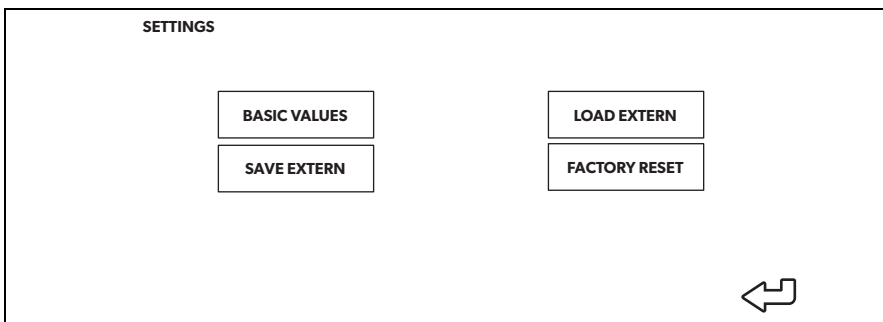 SETTINGS
BASIC VALUES
LOAD EXTERN
SAVE EXTERN
FACTORY RESET